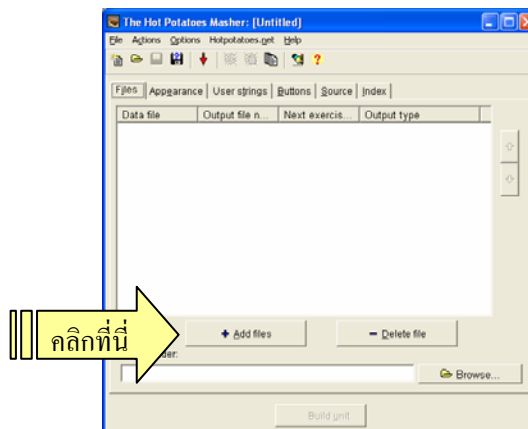 The Hot Potatoes Masher: [Untitled]
File Actions Options Hotpotatoes.net Help
Files Appearance User strings Buttons Source Index
Data file Output file n... Next exercis... Output type
คลิกที่นี่
Add files Delete file
Browse...
Build unit